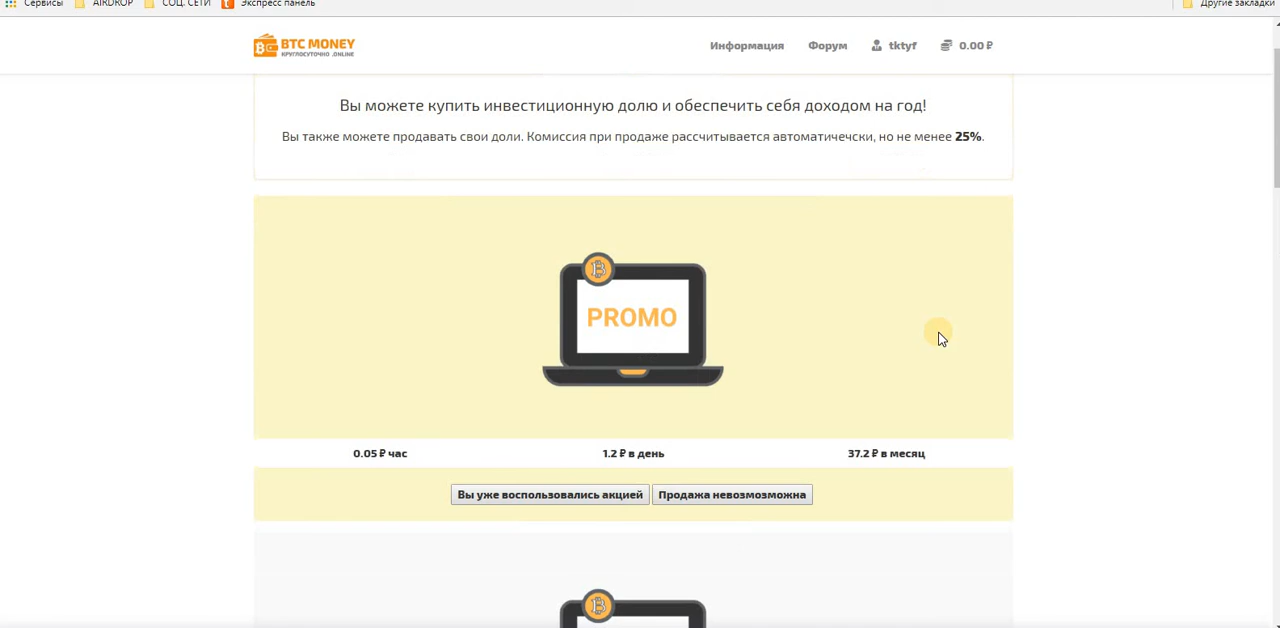 Сервисы AIRDROP СОЦ. СЕТИ Экспресс панель Другие закладки
BTC MONEY
КРУГЛОСУТОЧНО .ONLINE
Информация Форум tktyf 0.00 ₽
Вы можете купить инвестиционную долю и обеспечить себя доходом на год!
Вы также можете продавать свои доли. Комиссия при продаже рассчитывается автоматичечски, но не менее 25%.
PROMO
0.05 ₽ час 1.2 ₽ в день 37.2 ₽ в месяц
Вы уже воспользовались акцией Продажа невозмозможна